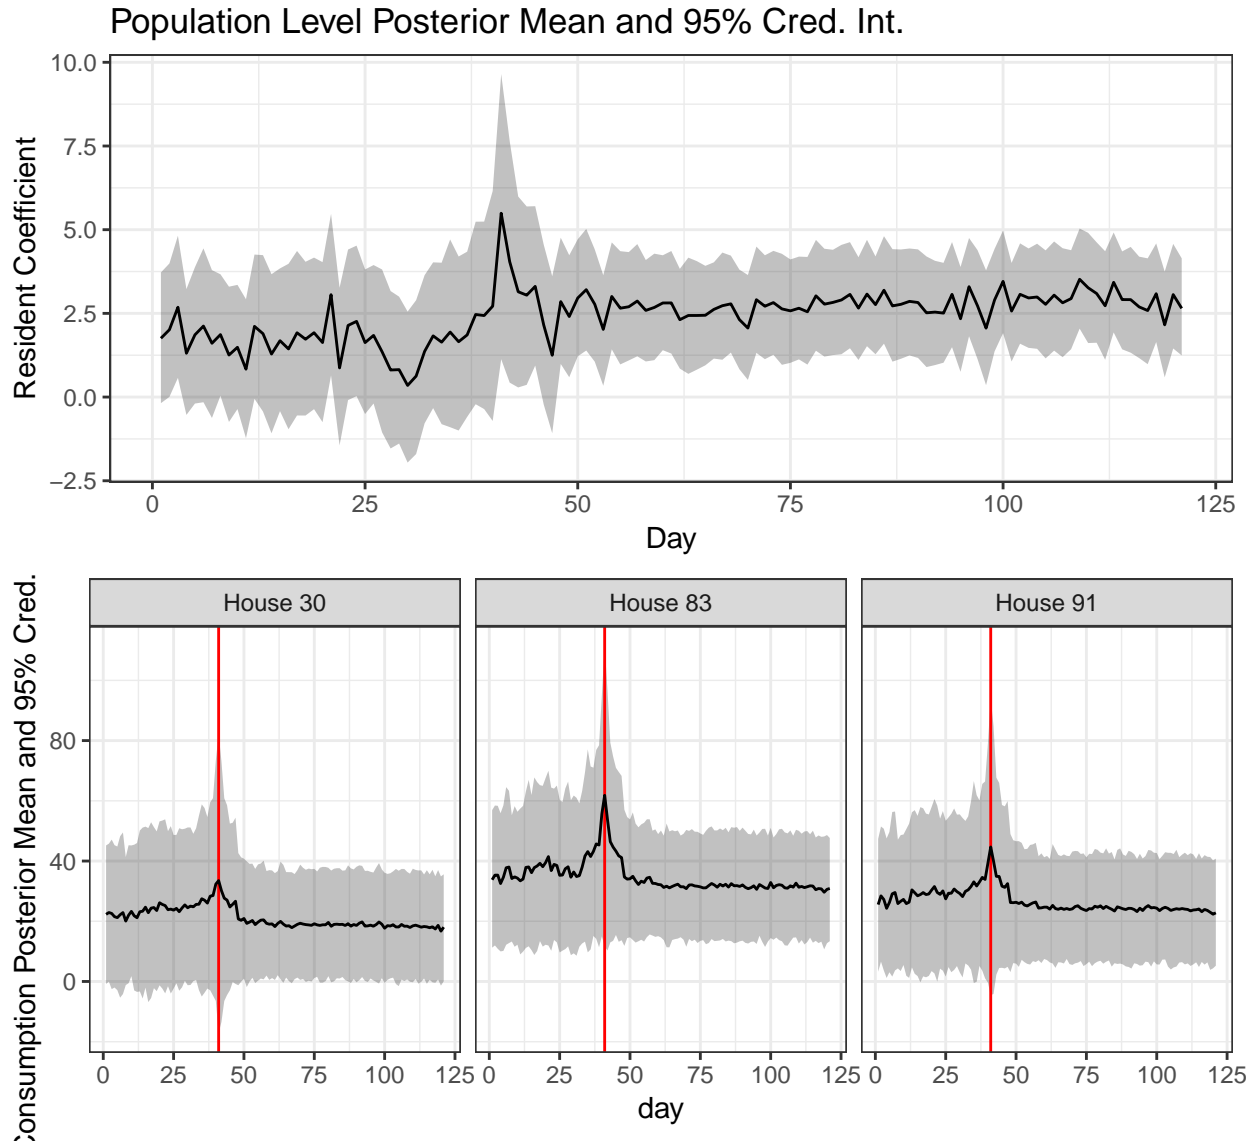 Population Level Posterior Mean and 95% Cred. Int.
10.0
7.5
5.0
2.5
0.0
−2.5
Resident Coefficient
0 25 50 75 100 125
Day
House 30 House 83 House 91
80
40
0
Consumption Posterior Mean and 95% Cred.
0 25 50 75 100 125 0 25 50 75 100 125 0 25 50 75 100 125
day